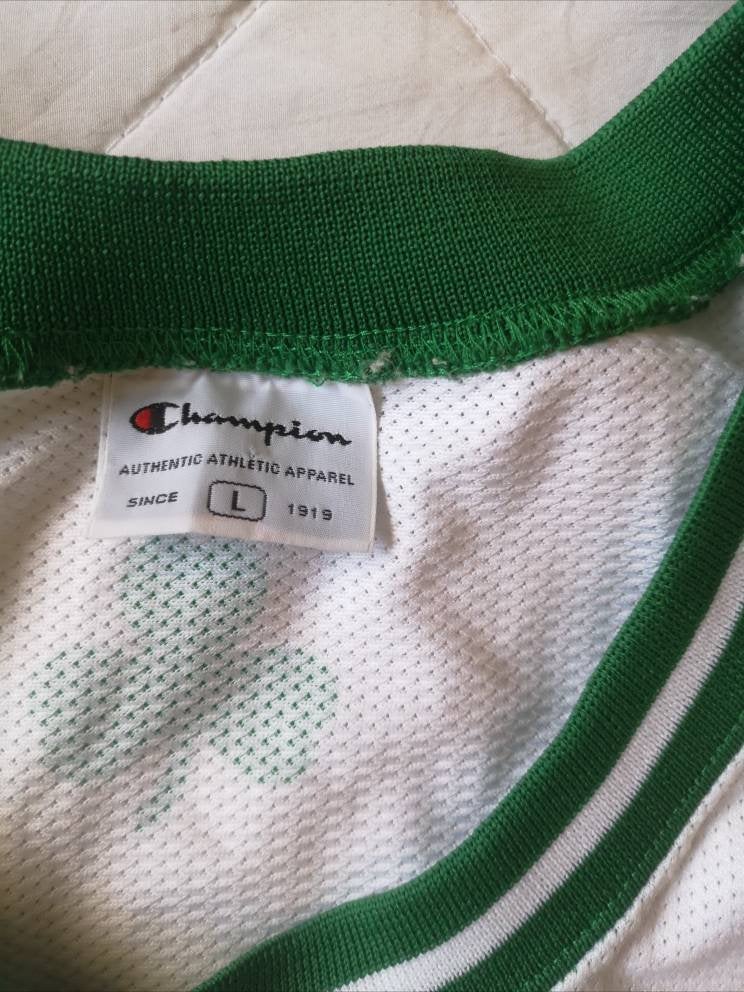 Champion
AUTHENTIC ATHLETIC APPAREL
SINCE L 1919